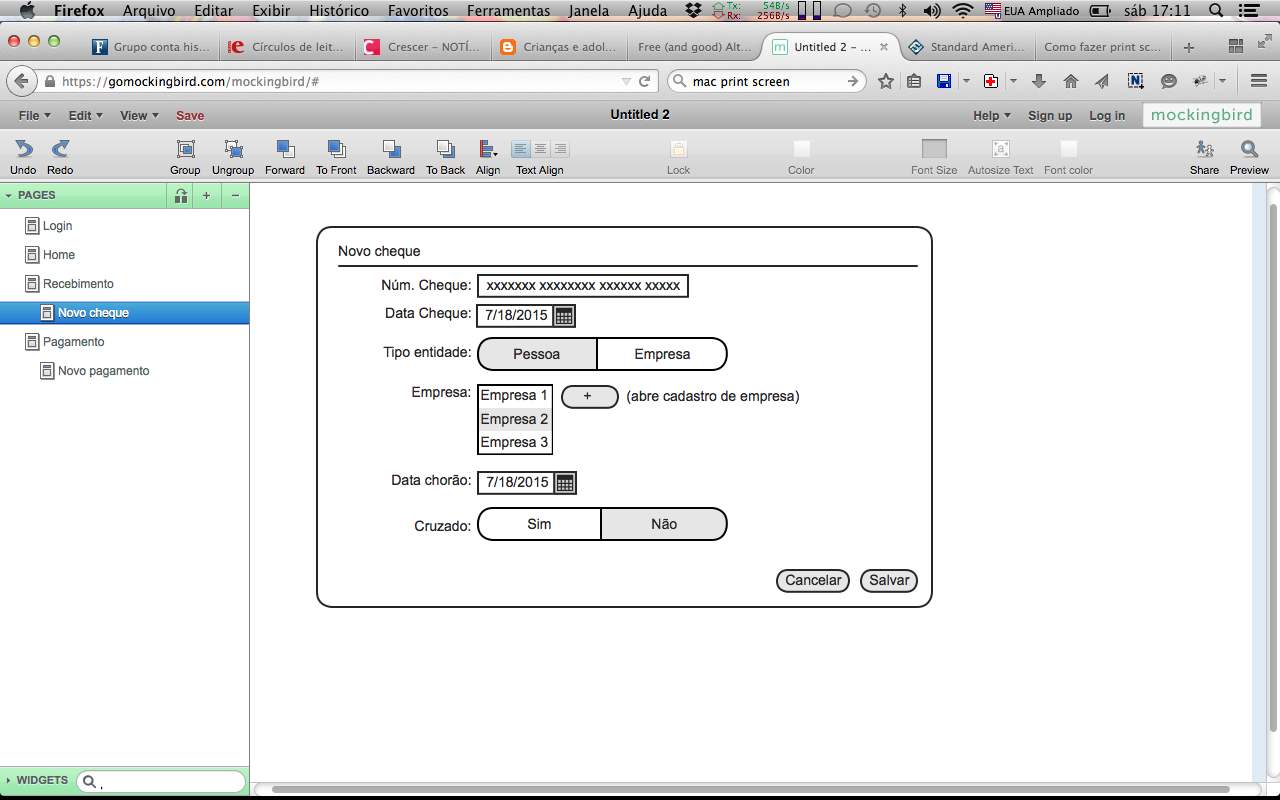 Firefox Arquivo Editar Exibir Histórico Favoritos Ferramentas Janela Ajuda Tx: 54B/s Rx: 256B/s EUA Ampliado sáb 17:11
Grupo conta his... Círculos de leit... Crescer – NOTÍ... Crianças e adol... Free (and good) Alt... Untitled 2 – ... Standard Ameri... Como fazer print sc...
https://gomockingbird.com/mockingbird/# mac print screen
File Edit View Save Untitled 2 Help Sign up Log in mockingbird
Undo Redo Group Ungroup Forward To Front Backward To Back Align Text Align Lock Color Font Size Autosize Text Font color Share Preview
PAGES + −
Login
Home
Recebimento
Novo cheque
Pagamento
Novo pagamento
Novo cheque
Núm. Cheque: xxxxxxx xxxxxxxx xxxxxx xxxxx
Data Cheque: 7/18/2015
Tipo entidade: Pessoa Empresa
Empresa: Empresa 1 + (abre cadastro de empresa)
Empresa 2
Empresa 3
Data chorão: 7/18/2015
Cruzado: Sim Não
Cancelar Salvar
WIDGETS ,